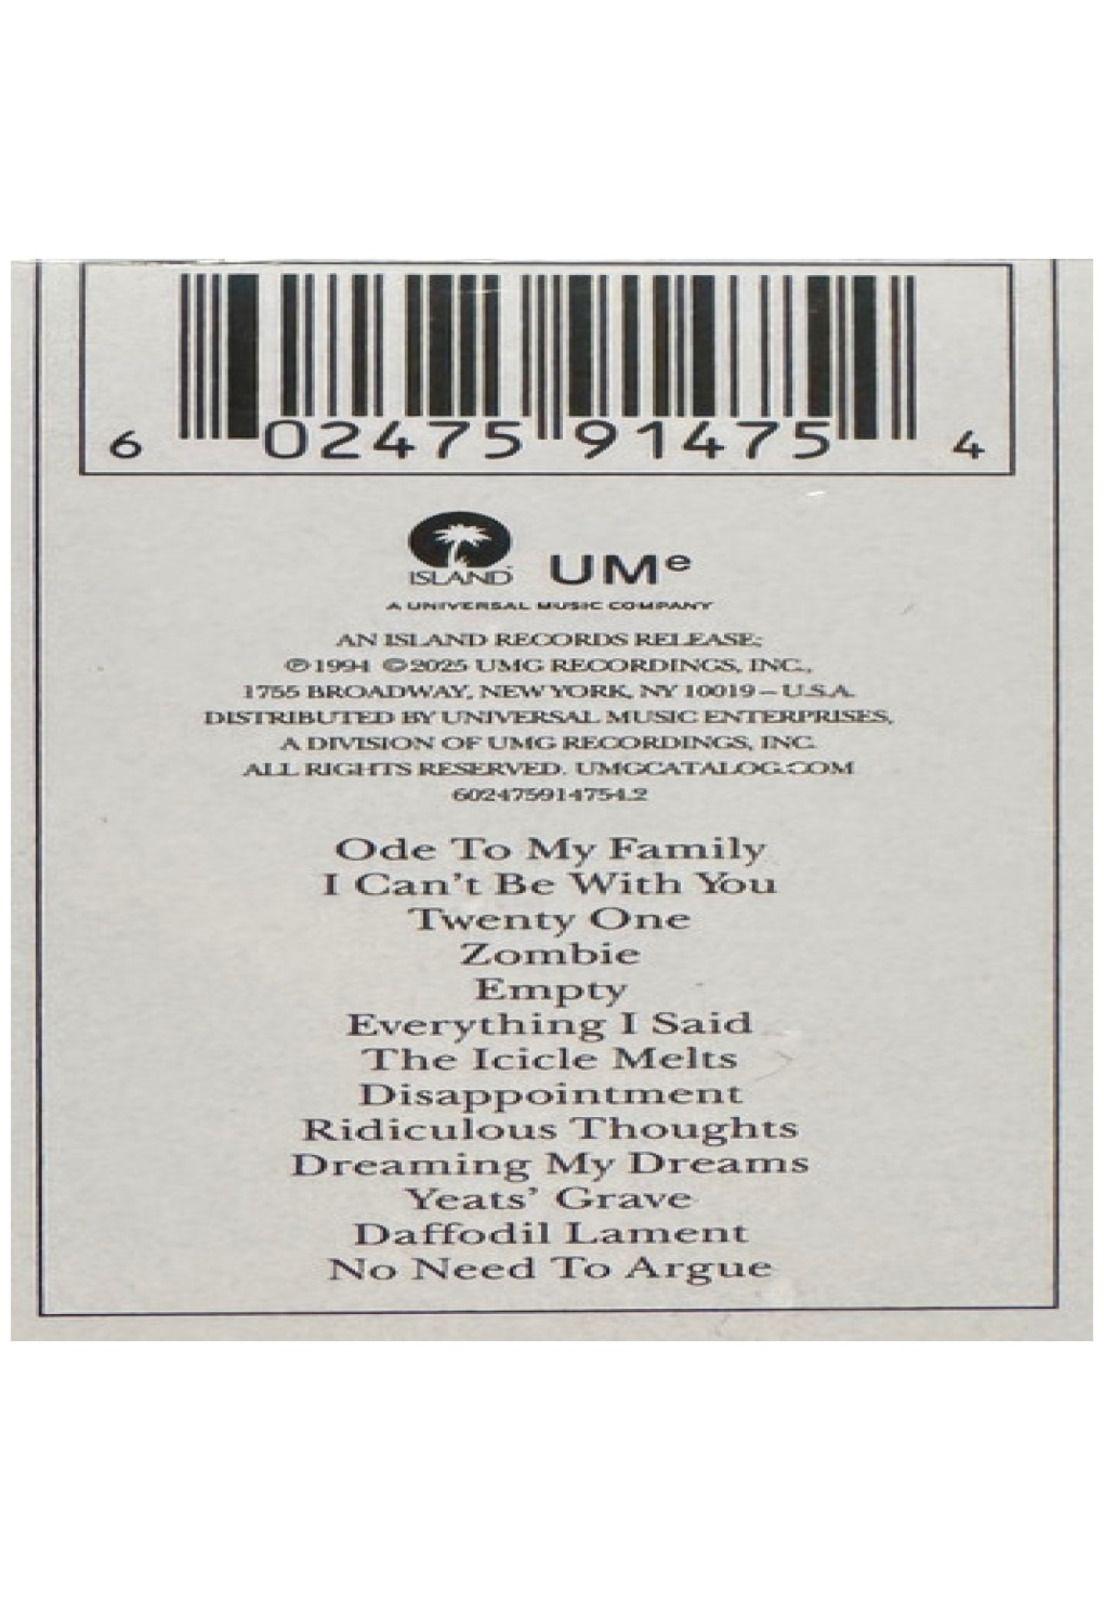 6 02475 91475 4
ISLAND UMe
A UNIVERSAL MUSIC COMPANY
AN ISLAND RECORDS RELEASE;
℗1994 ©2025 UMG RECORDINGS, INC.,
1755 BROADWAY, NEW YORK, NY 10019 – U.S.A.
DISTRIBUTED BY UNIVERSAL MUSIC ENTERPRISES,
A DIVISION OF UMG RECORDINGS, INC.
ALL RIGHTS RESERVED. UMGCATALOG.COM
602475914754.2
Ode To My Family
I Can't Be With You
Twenty One
Zombie
Empty
Everything I Said
The Icicle Melts
Disappointment
Ridiculous Thoughts
Dreaming My Dreams
Yeats' Grave
Daffodil Lament
No Need To Argue